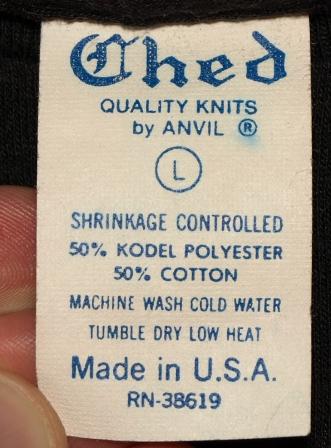 Ched
QUALITY KNITS
by ANVIL ®
L
SHRINKAGE CONTROLLED
50% KODEL POLYESTER
50% COTTON
MACHINE WASH COLD WATER
TUMBLE DRY LOW HEAT
Made in U.S.A.
RN-38619